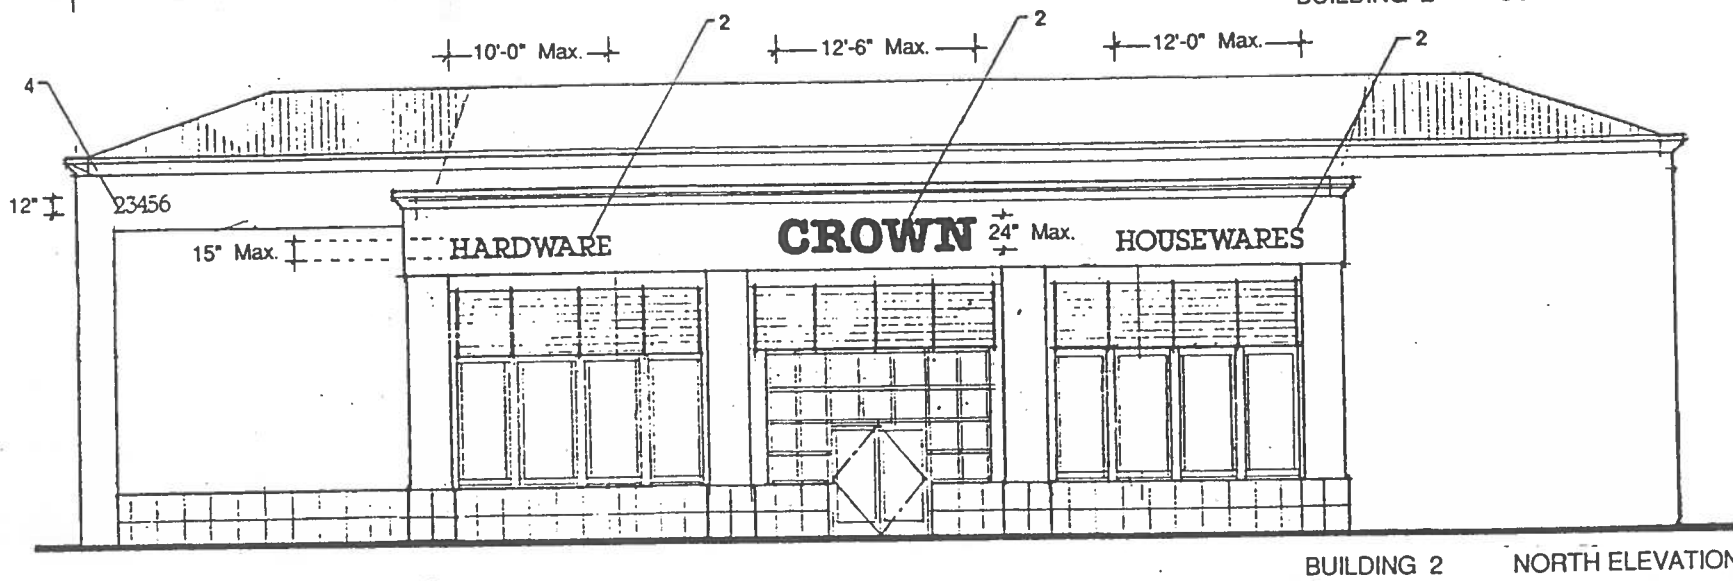 BUILDING 2
2 2
10'-0" Max. 12'-6" Max. 12'-0" Max. 2
4
12" 23456
15" Max. HARDWARE CROWN 24" Max. HOUSEWARES
BUILDING 2 NORTH ELEVATION